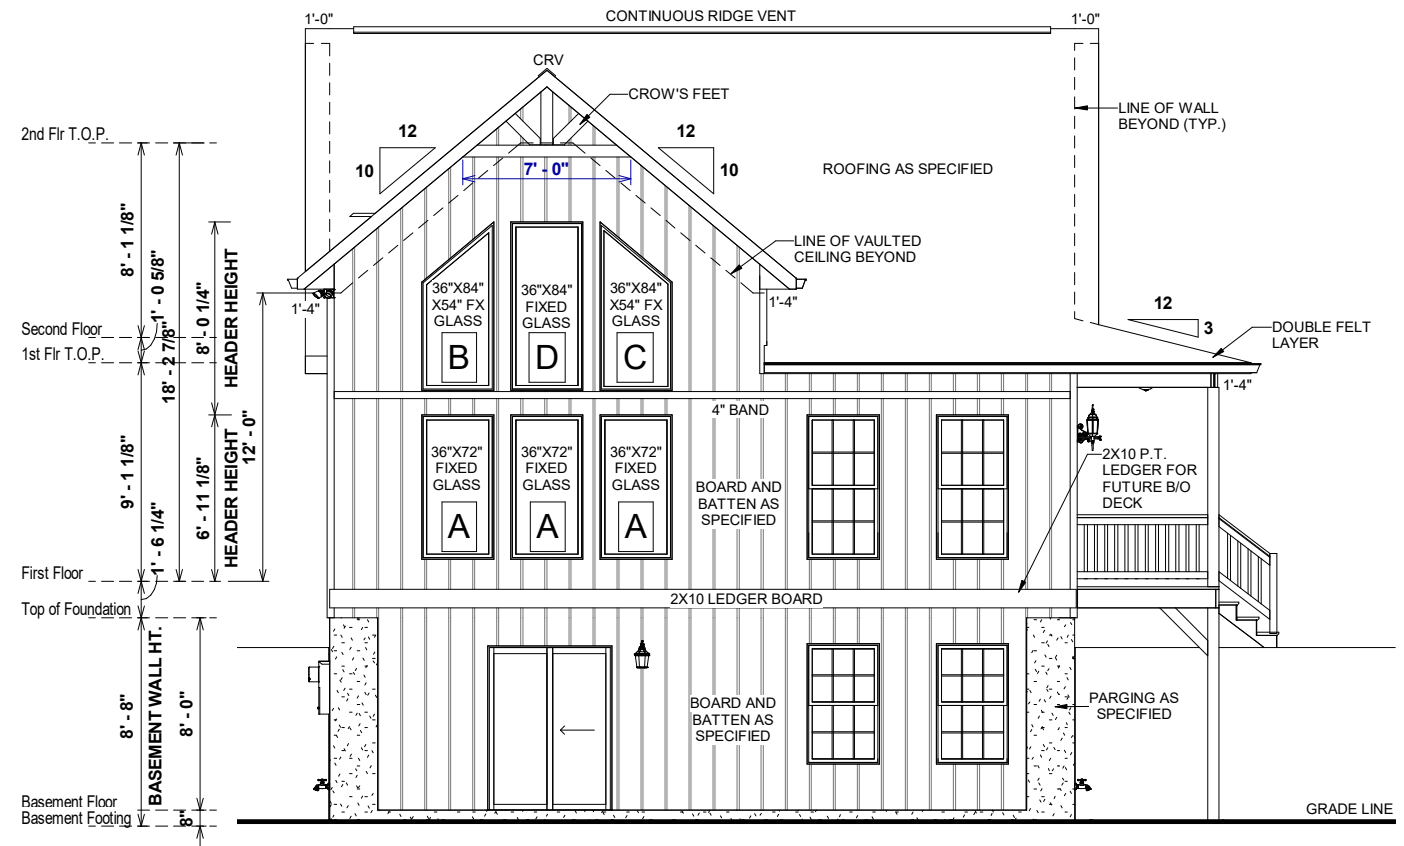 1'-0"
CONTINUOUS RIDGE VENT
1'-0"
CRV
CROW'S FEET
LINE OF WALL
BEYOND (TYP.)
2nd Flr T.O.P.
12
10
7' - 0"
12
10
ROOFING AS SPECIFIED
LINE OF VAULTED
CEILING BEYOND
8' - 1 1/8"
1' - 0 5/8"
18' - 2 7/8"
8' - 0 1/4"
HEADER HEIGHT
1'-4"
36"X84"
X54" FX
GLASS
B
36"X84"
FIXED
GLASS
D
36"X84"
X54" FX
GLASS
C
1'-4"
12
3
DOUBLE FELT
LAYER
Second Floor
1st Flr T.O.P.
1'-4"
4" BAND
9' - 1 1/8"
1' - 6 1/4"
6' - 11 1/8"
HEADER HEIGHT
12' - 0"
36"X72"
FIXED
GLASS
A
36"X72"
FIXED
GLASS
A
36"X72"
FIXED
GLASS
A
BOARD AND
BATTEN AS
SPECIFIED
2X10 P.T.
LEDGER FOR
FUTURE B/O
DECK
First Floor
Top of Foundation
2X10 LEDGER BOARD
8' - 8"
BASEMENT WALL HT.
8' - 0"
BOARD AND
BATTEN AS
SPECIFIED
PARGING AS
SPECIFIED
Basement Floor
Basement Footing
8"
GRADE LINE